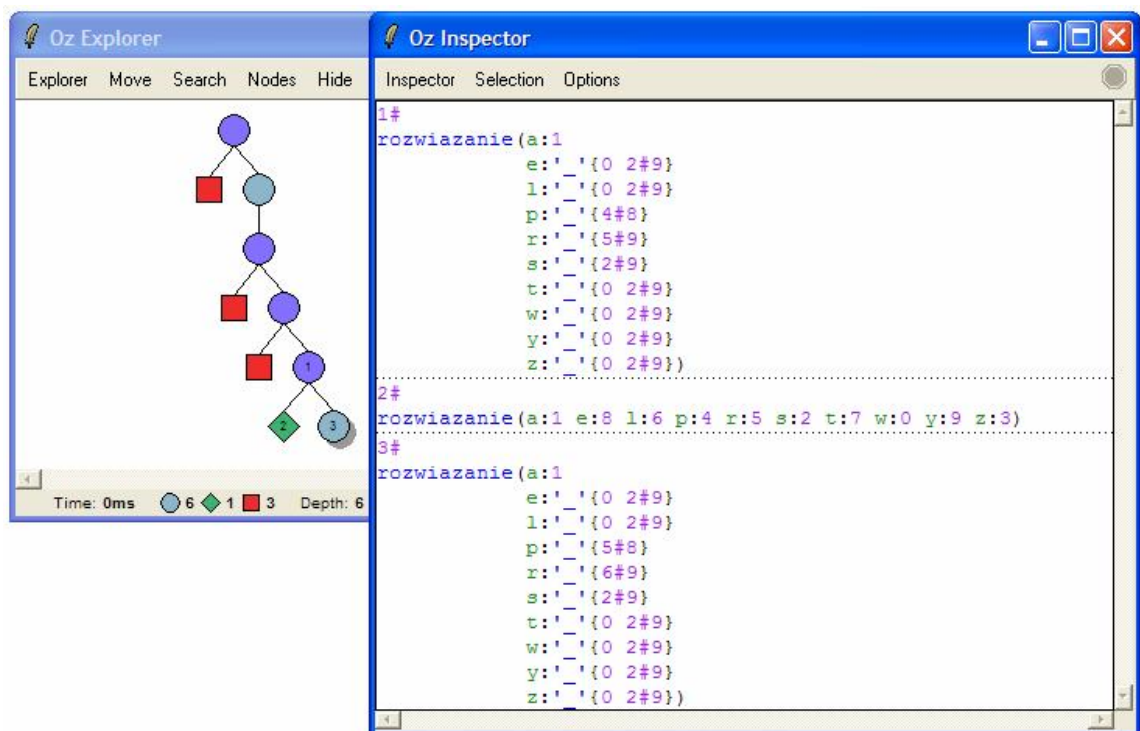 Oz Explorer
Explorer Move Search Nodes Hide
1
2
3
Time: 0ms 6 1 3 Depth: 6
Oz Inspector
Inspector Selection Options
1#
rozwiazanie(a:1
e:'_'{0 2#9}
l:'_'{0 2#9}
p:'_'{4#8}
r:'_'{5#9}
s:'_'{2#9}
t:'_'{0 2#9}
w:'_'{0 2#9}
y:'_'{0 2#9}
z:'_'{0 2#9})
2#
rozwiazanie(a:1 e:8 l:6 p:4 r:5 s:2 t:7 w:0 y:9 z:3)
3#
rozwiazanie(a:1
e:'_'{0 2#9}
l:'_'{0 2#9}
p:'_'{5#8}
r:'_'{6#9}
s:'_'{2#9}
t:'_'{0 2#9}
w:'_'{0 2#9}
y:'_'{0 2#9}
z:'_'{0 2#9})